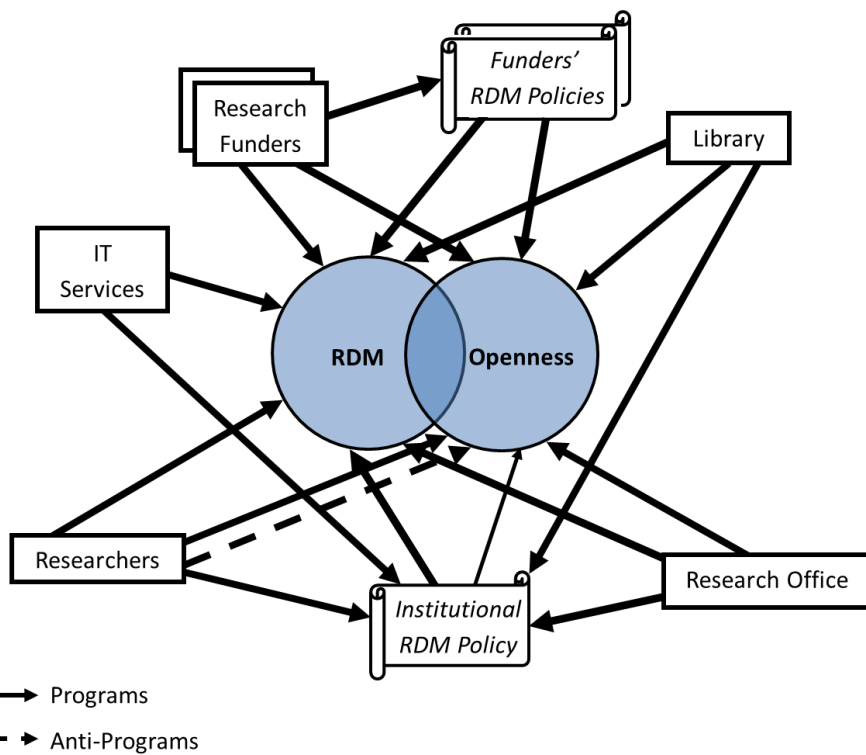 Funders’
RDM Policies
Research
Funders
Library
IT
Services
RDM
Openness
Researchers
Research Office
Institutional
RDM Policy
Programs
Anti-Programs